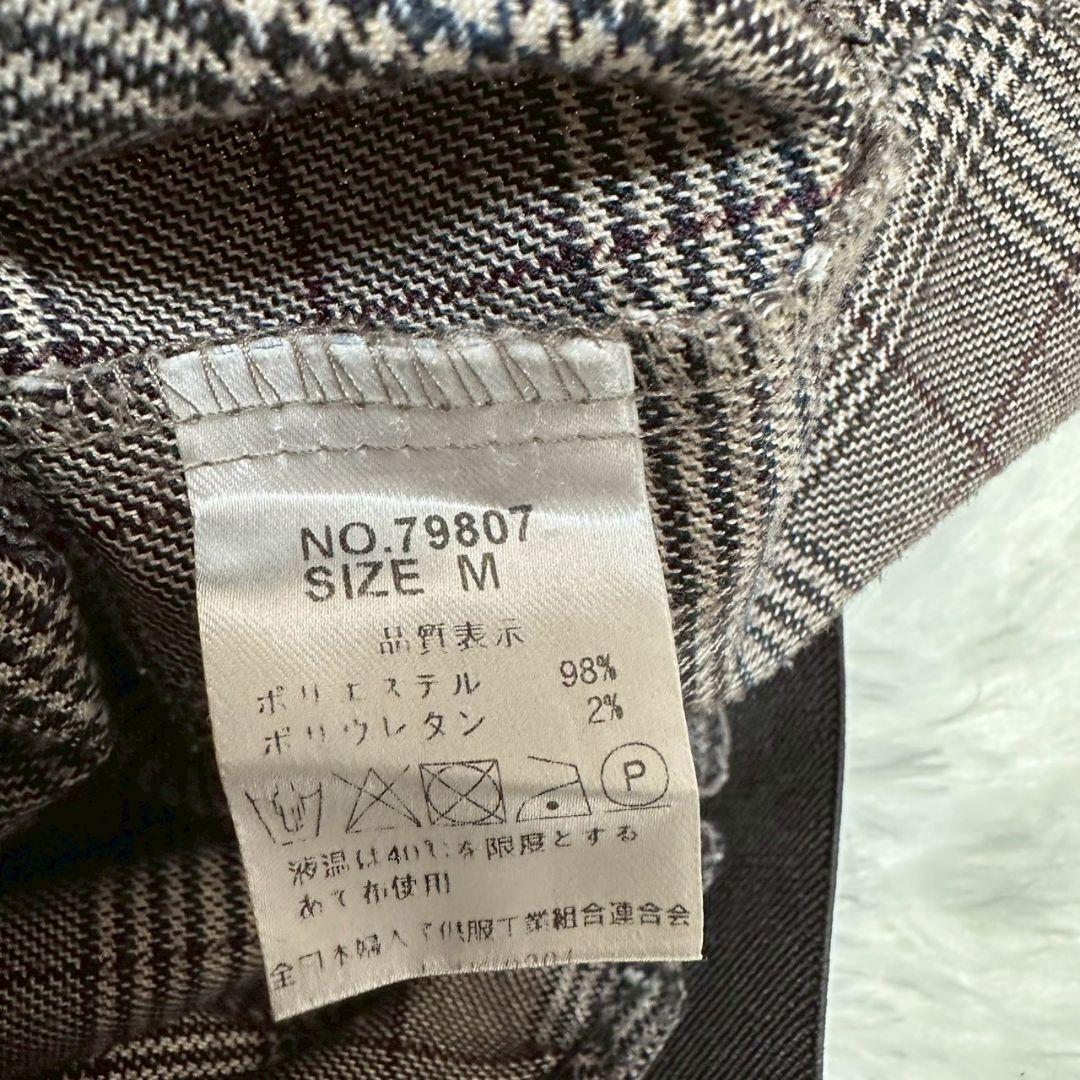 NO.79807
SIZE M
品質表示
ポリエステル 98%
ポリウレタン 2%
P
液温は40℃を限度とする
あて布使用
全日本婦人子供服工業組合連合会